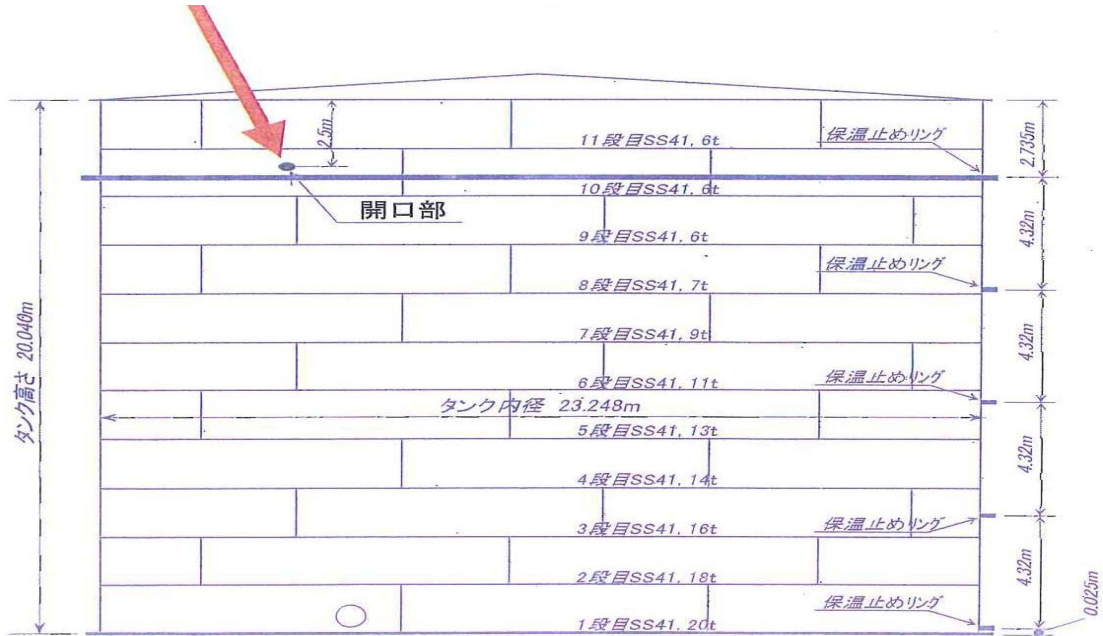 2.5m
11段目SS41, 6t
保温止めリング
2.735m
10段目SS41, 6t
開口部
4.32m
9段目SS41, 6t
保温止めリング
8段目SS41, 7t
タンク高さ 20.040m
7段目SS41, 9t
4.32m
6段目SS41, 11t
保温止めリング
タンク内径 23.248m
5段目SS41, 13t
4.32m
4段目SS41, 14t
3段目SS41, 16t
保温止めリング
2段目SS41, 18t
4.32m
0.025m
保温止めリング
1段目SS41, 20t